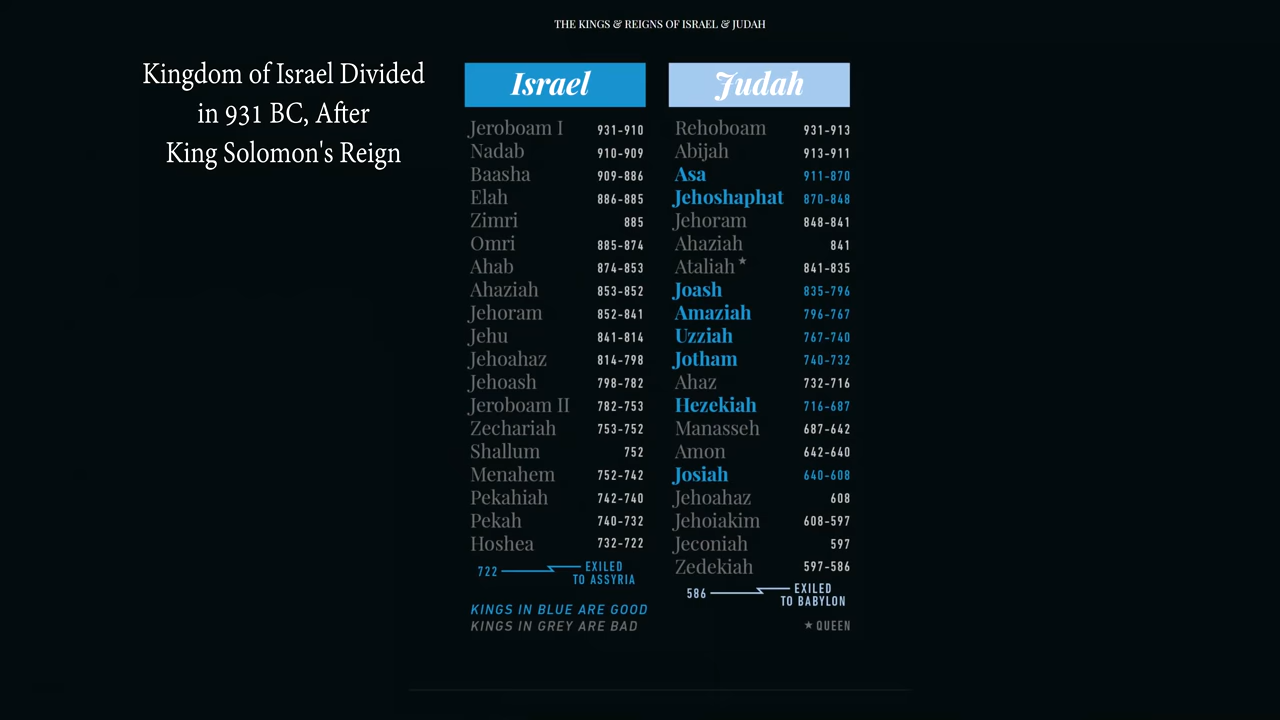 THE KINGS & REIGNS OF ISRAEL & JUDAH
Kingdom of Israel Divided
in 931 BC, After
King Solomon's Reign
Israel
Jeroboam I 931-910
Nadab 910-909
Baasha 909-886
Elah 886-885
Zimri 885
Omri 885-874
Ahab 874-853
Ahaziah 853-852
Jehoram 852-841
Jehu 841-814
Jehoahaz 814-798
Jehoash 798-782
Jeroboam II 782-753
Zechariah 753-752
Shallum 752
Menahem 752-742
Pekahiah 742-740
Pekah 740-732
Hoshea 732-722
722 EXILED
TO ASSYRIA
KINGS IN BLUE ARE GOOD
KINGS IN GREY ARE BAD
Judah
Rehoboam 931-913
Abijah 913-911
Asa 911-870
Jehoshaphat 870-848
Jehoram 848-841
Ahaziah 841
Ataliah★ 841-835
Joash 835-796
Amaziah 796-767
Uzziah 767-740
Jotham 740-732
Ahaz 732-716
Hezekiah 716-687
Manasseh 687-642
Amon 642-640
Josiah 640-608
Jehoahaz 608
Jehoiakim 608-597
Jeconiah 597
Zedekiah 597-586
586 EXILED
TO BABYLON
★ QUEEN